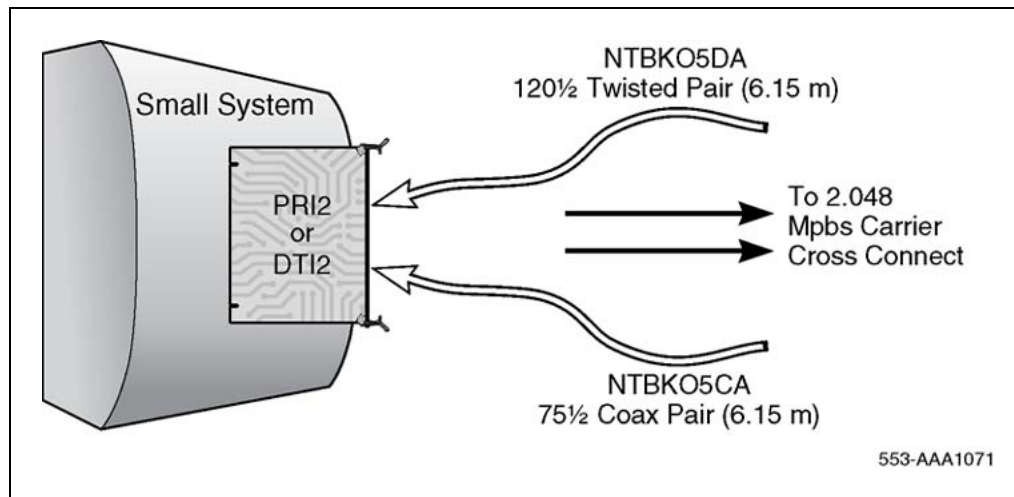 Small System
PRI2
or
DTI2
NTBKO5DA
120½ Twisted Pair (6.15 m)
To 2.048
Mpbs Carrier
Cross Connect
NTBKO5CA
75½ Coax Pair (6.15 m)
553-AAA1071